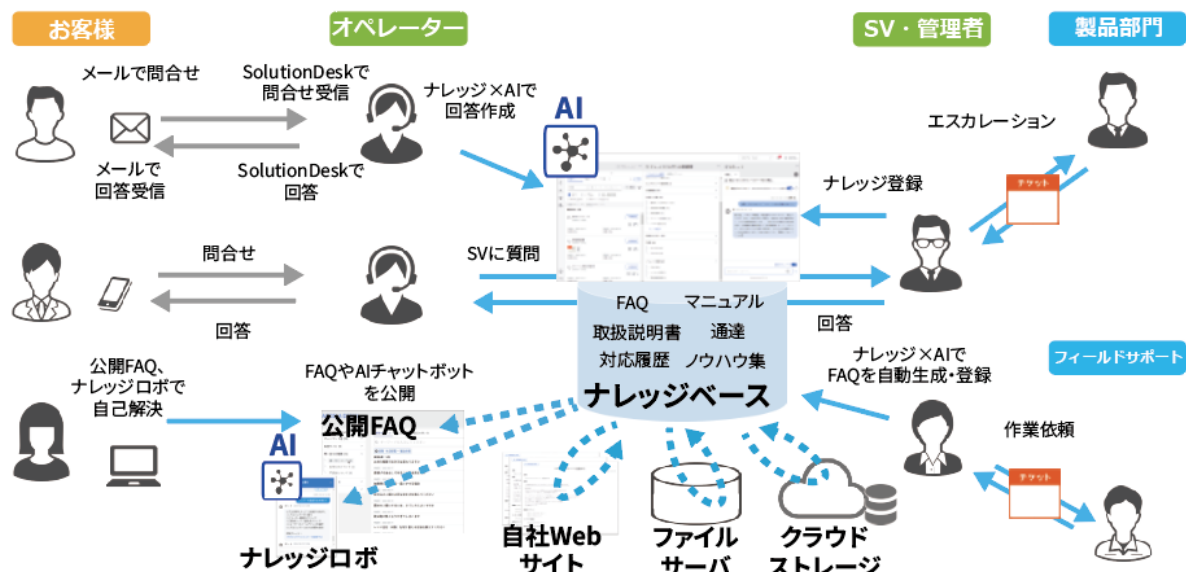 お客様
オペレーター
SV・管理者
製品部門
メールで問合せ
SolutionDeskで
問合せ受信
ナレッジ×AIで
回答作成
AI
エスカレーション
メールで
回答受信
SolutionDeskで
回答
ナレッジ登録
チケット
問合せ
SVに質問
回答
回答
FAQ
マニュアル
取扱説明書
通達
対応履歴
ノウハウ集
ナレッジベース
公開FAQ、
ナレッジロボで
自己解決
FAQやAIチャットボット
を公開
ナレッジ×AIで
FAQを自動生成・登録
フィールドサポート
公開FAQ
AI
作業依頼
チケット
自社Web
サイト
ファイル
サーバ
クラウド
ストレージ
ナレッジロボ